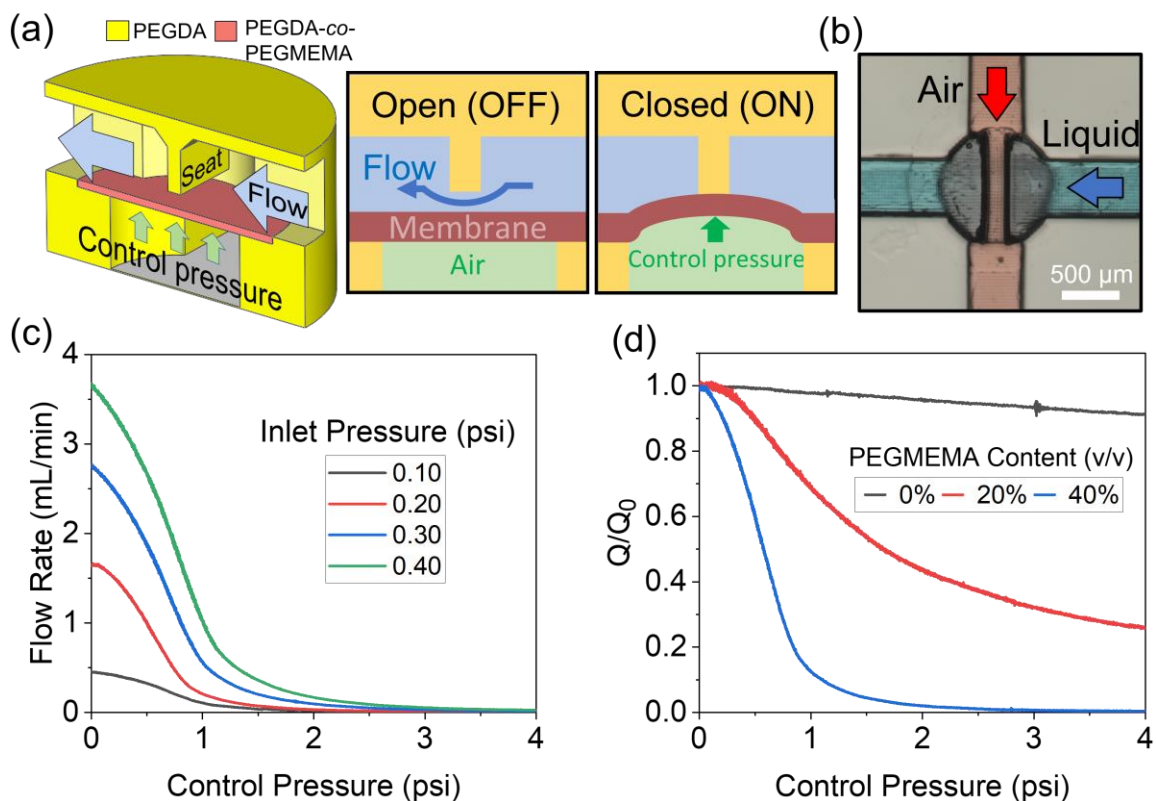 (a)
PEGDA
PEGDA-co-
PEGMEMA
Seat
Flow
Control pressure
Open (OFF)
Flow
Membrane
Air
Closed (ON)
Control pressure
(b)
Air
Liquid
500 μm
(c)
4
3
2
1
0
Flow Rate (mL/min)
Inlet Pressure (psi)
0.10
0.20
0.30
0.40
0 1 2 3 4
Control Pressure (psi)
(d)
1.0
0.8
0.6
0.4
0.2
0.0
Q/Q₀
PEGMEMA Content (v/v)
0% 20% 40%
0 1 2 3 4
Control Pressure (psi)